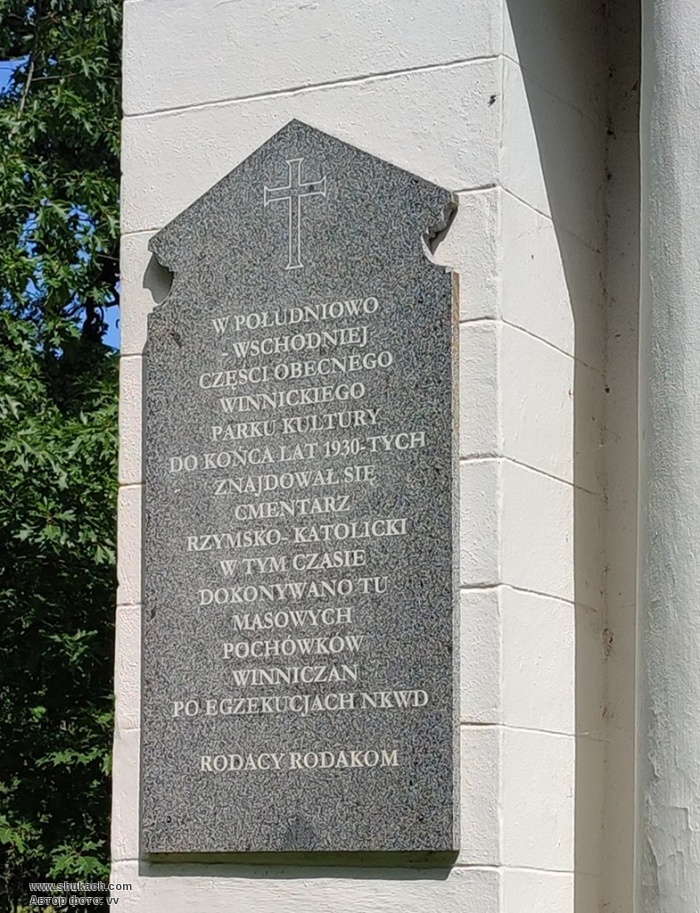 W POŁUDNIOWO
- WSCHODNIEJ
CZĘŚCI OBECNEGO
WINNICKIEGO
PARKU KULTURY
DO KOŃCA LAT 1930-TYCH
ZNAJDOWAŁ SIĘ
CMENTARZ
RZYMSKO- KATOLICKI
W TYM CZASIE
DOKONYWANO TU
MASOWYCH
POCHÓWKÓW
WINNICZAN
PO EGZEKUCJACH NKWD
RODACY RODAKOM
www.shukach.com
Автор фото: vv